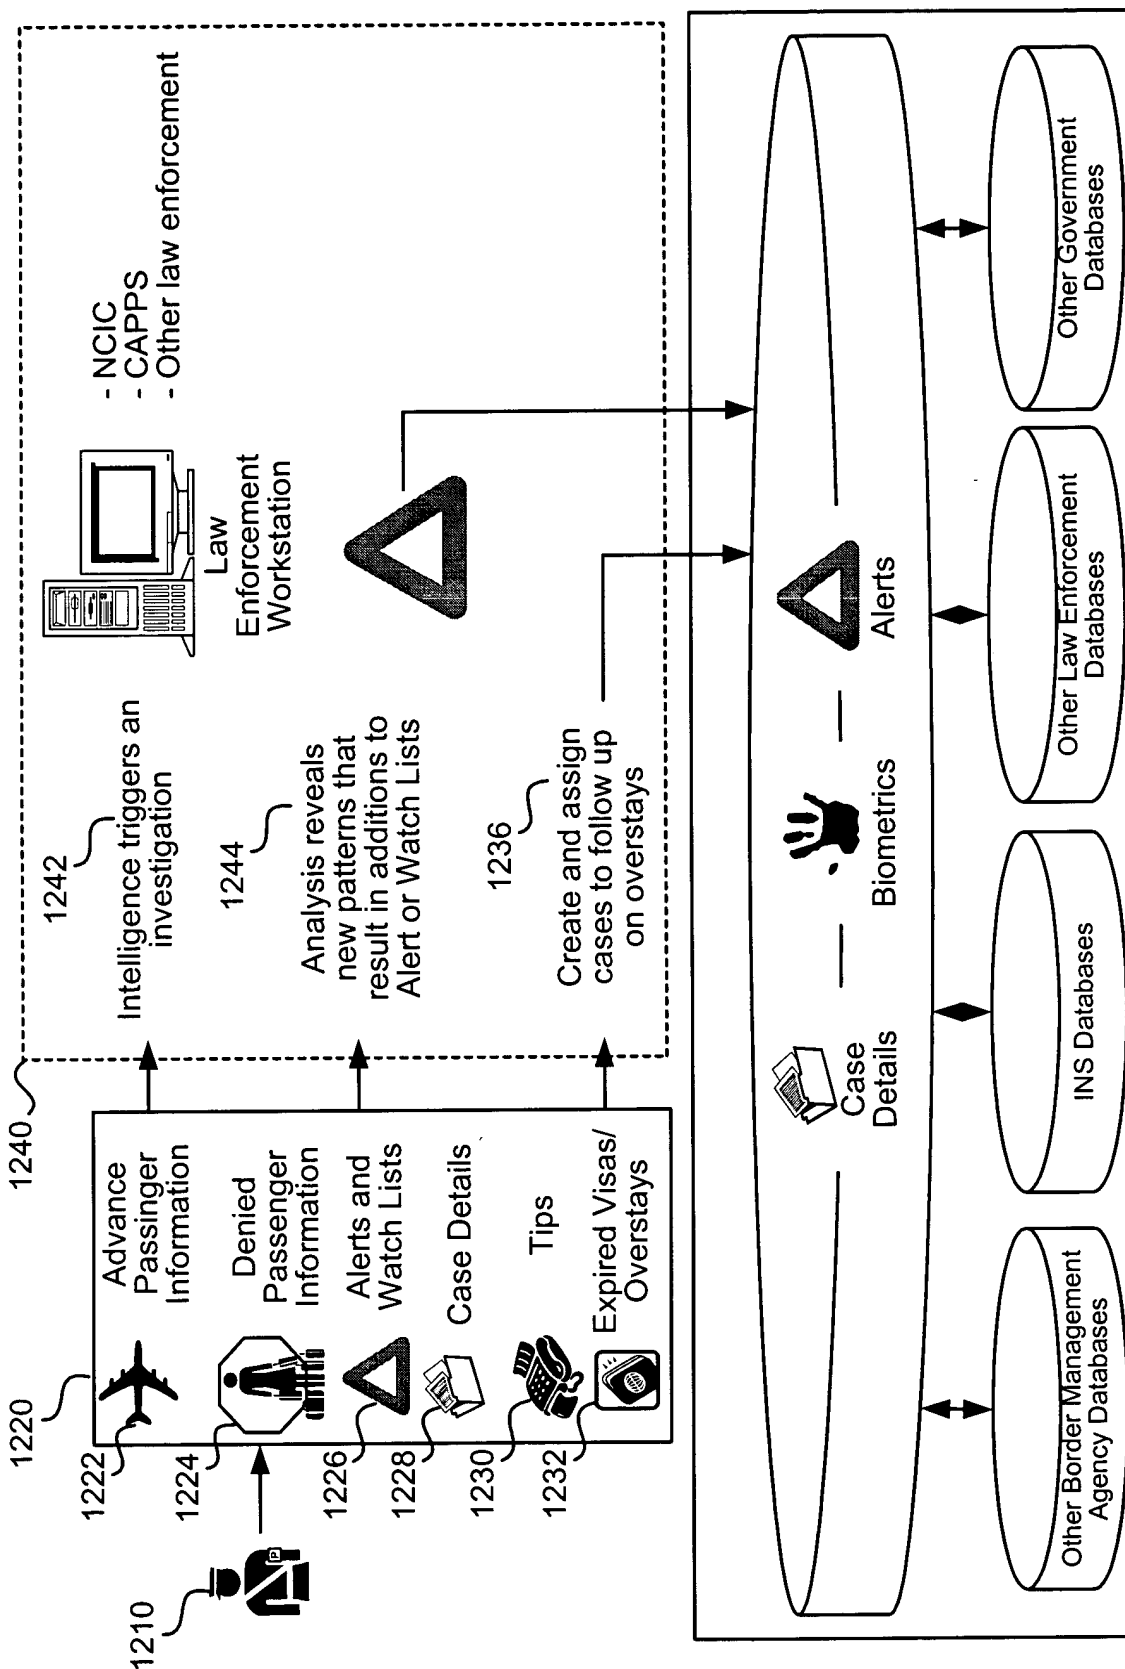 1210
1220
1222
Advance
Passinger
Information
1224
Denied
Passenger
Information
1226
Alerts and
Watch Lists
1228
Case Details
1230
Tips
1232
Expired Visas/
Overstays
1240
1242
Intelligence triggers an
investigation
1244
Analysis reveals
new patterns that
result in additions to
Alert or Watch Lists
1236
Create and assign
cases to follow up
on overstays
Law
Enforcement
Workstation
- NCIC
- CAPPS
- Other law enforcement
Case
Details
Biometrics
Alerts
Other Border Management
Agency Databases
INS Databases
Other Law Enforcement
Databases
Other Government
Databases